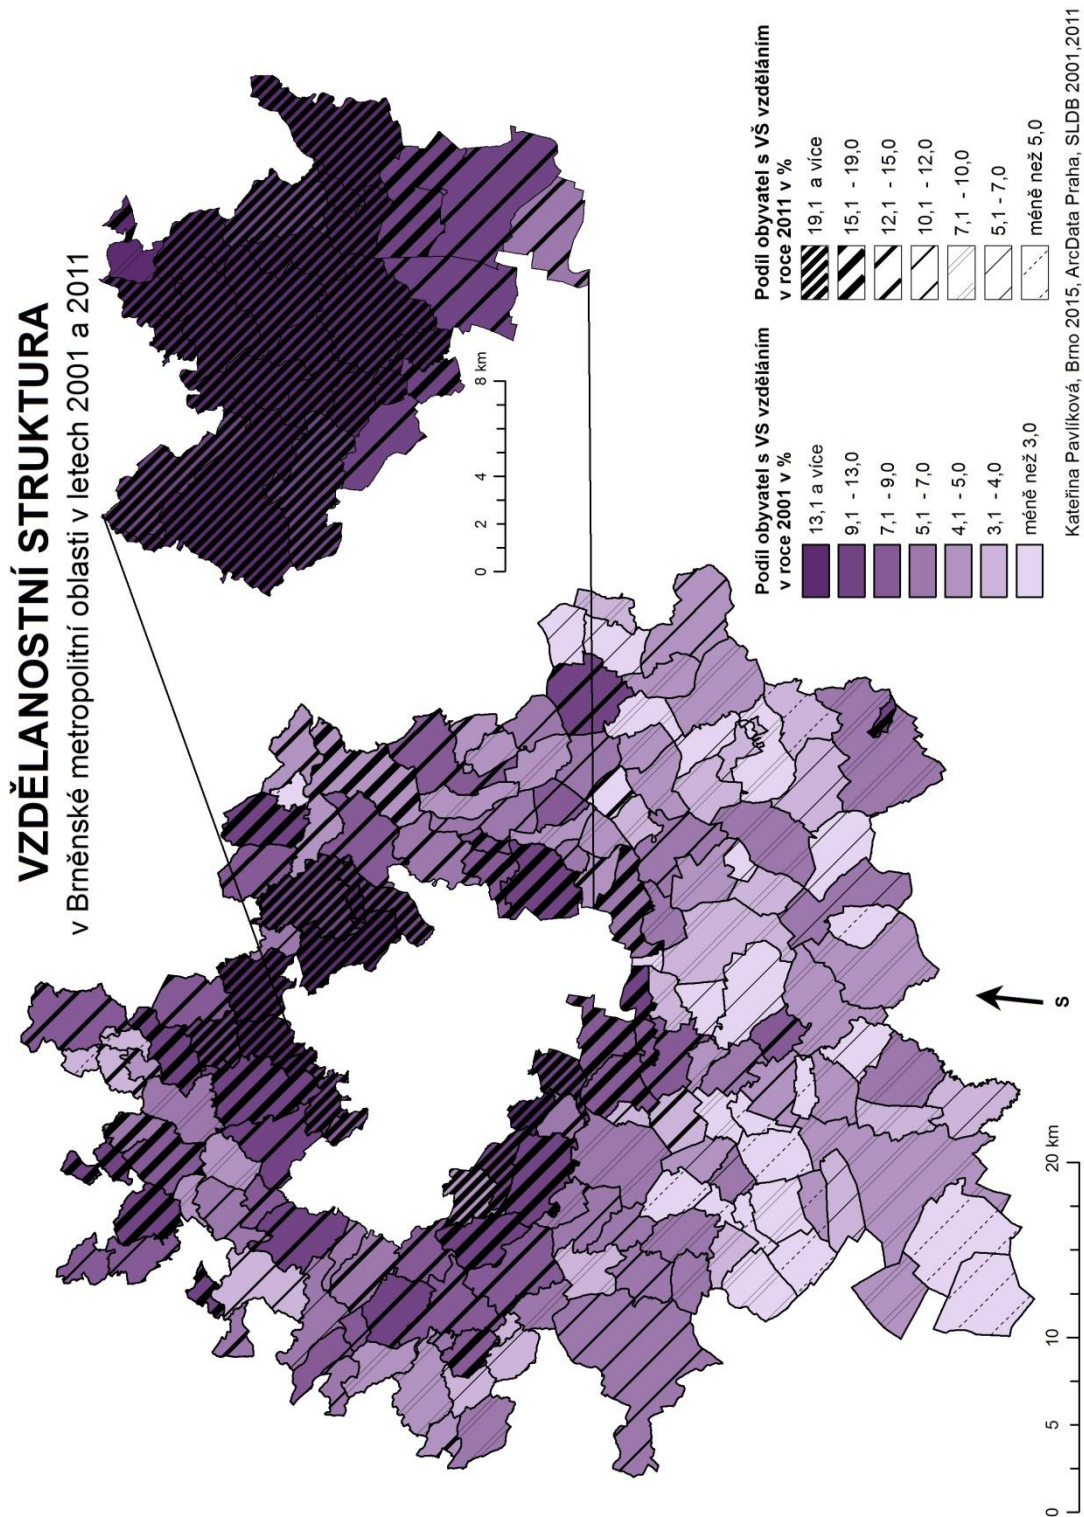 VZDĚLANOSTNÍ STRUKTURA
v Brněnské metropolitní oblasti v letech 2001 a 2011
0 2 4 8 km
Podíl obyvatel s VŠ vzděláním
v roce 2001 v %
13,1 a více
9,1 - 13,0
7,1 - 9,0
5,1 - 7,0
4,1 - 5,0
3,1 - 4,0
méně než 3,0
Podíl obyvatel s VŠ vzděláním
v roce 2011 v %
19,1 a více
15,1 - 19,0
12,1 - 15,0
10,1 - 12,0
7,1 - 10,0
5,1 - 7,0
méně než 5,0
S
0 5 10 20 km
Kateřina Pavlíková, Brno 2015, ArcData Praha, SLDB 2001,2011